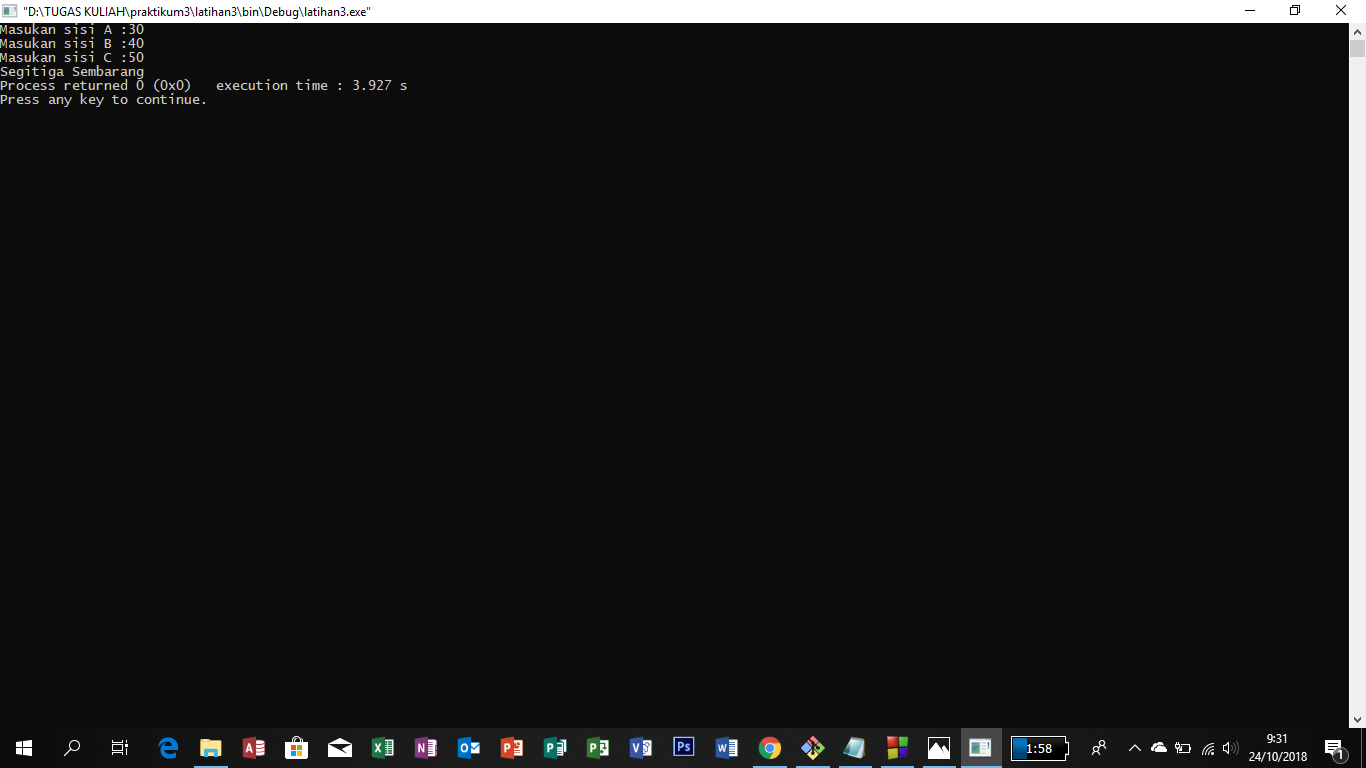 "D:\TUGAS KULIAH\praktikum3\latihan3\bin\Debug\latihan3.exe"
Masukan sisi A :30
Masukan sisi B :40
Masukan sisi C :50
Segitiga Sembarang
Process returned 0 (0x0)   execution time : 3.927 s
Press any key to continue.
1:58
9:31
24/10/2018
1